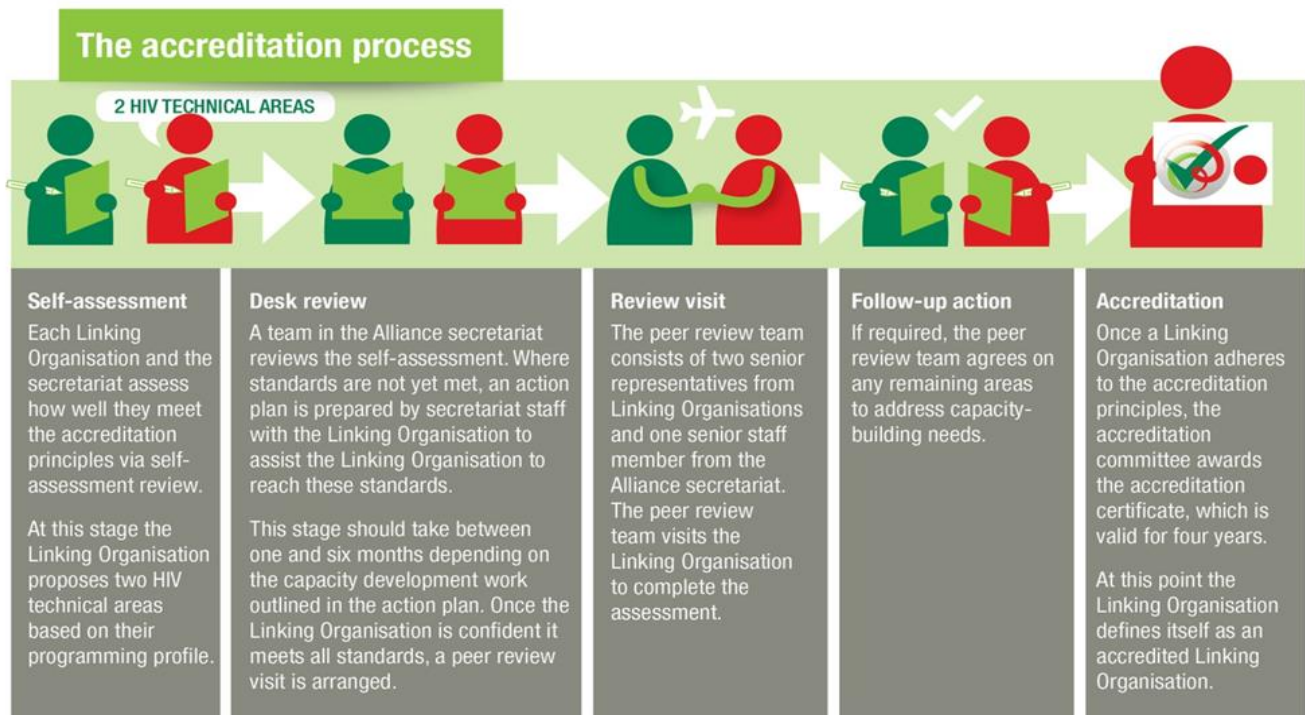 The accreditation process
2 HIV TECHNICAL AREAS
Self-assessment
Each Linking
Organisation and the
secretariat assess
how well they meet
the accreditation
principles via self-
assessment review.
At this stage the
Linking Organisation
proposes two HIV
technical areas
based on their
programming profile.
Desk review
A team in the Alliance secretariat
reviews the self-assessment. Where
standards are not yet met, an action
plan is prepared by secretariat staff
with the Linking Organisation to
assist the Linking Organisation to
reach these standards.
This stage should take between
one and six months depending on
the capacity development work
outlined in the action plan. Once the
Linking Organisation is confident it
meets all standards, a peer review
visit is arranged.
Review visit
The peer review team
consists of two senior
representatives from
Linking Organisations
and one senior staff
member from the
Alliance secretariat.
The peer review
team visits the
Linking Organisation
to complete the
assessment.
Follow-up action
If required, the peer
review team agrees on
any remaining areas
to address capacity-
building needs.
Accreditation
Once a Linking
Organisation adheres
to the accreditation
principles, the
accreditation
committee awards
the accreditation
certificate, which is
valid for four years.
At this point the
Linking Organisation
defines itself as an
accredited Linking
Organisation.